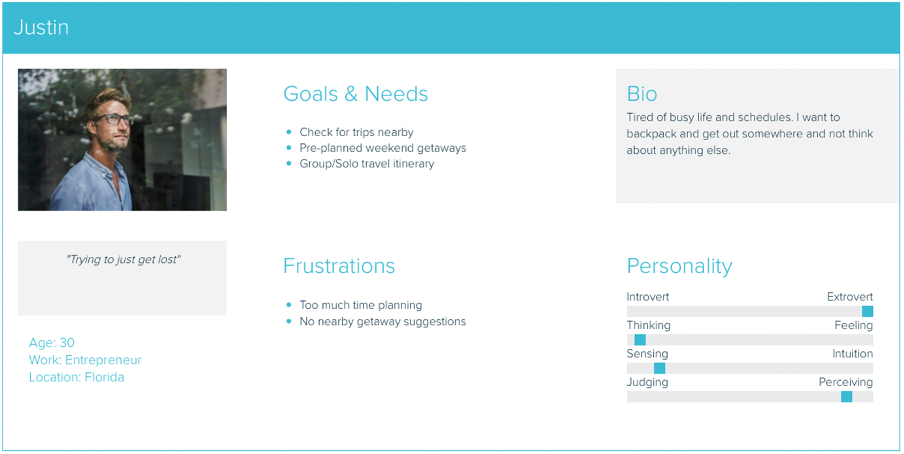 Justin
"Trying to just get lost"
Age: 30
Work: Entrepreneur
Location: Florida
Goals & Needs
Check for trips nearby
Pre-planned weekend getaways
Group/Solo travel itinerary
Frustrations
Too much time planning
No nearby getaway suggestions
Bio
Tired of busy life and schedules. I want to
backpack and get out somewhere and not think
about anything else.
Personality
Introvert Extrovert
Thinking Feeling
Sensing Intuition
Judging Perceiving